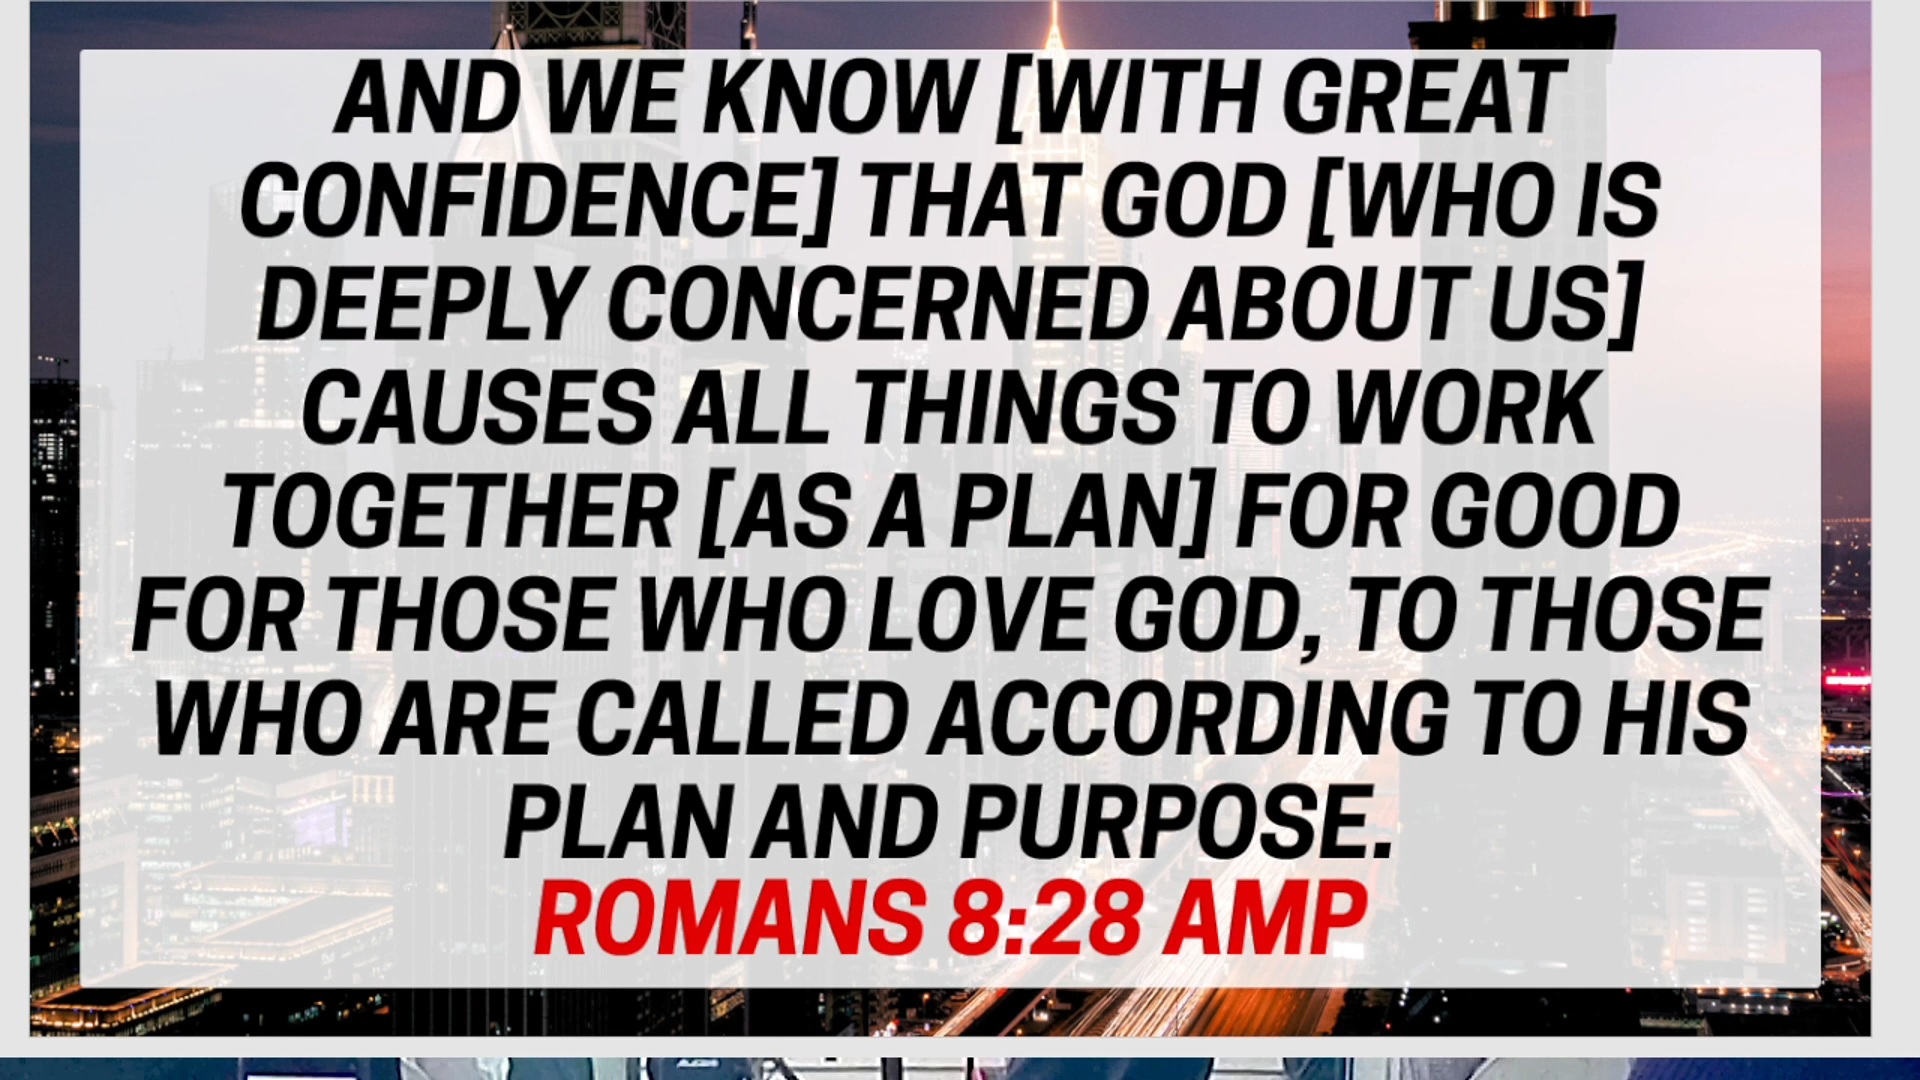 AND WE KNOW [WITH GREAT
CONFIDENCE] THAT GOD [WHO IS
DEEPLY CONCERNED ABOUT US]
CAUSES ALL THINGS TO WORK
TOGETHER [AS A PLAN] FOR GOOD
FOR THOSE WHO LOVE GOD, TO THOSE
WHO ARE CALLED ACCORDING TO HIS
PLAN AND PURPOSE.
ROMANS 8:28 AMP